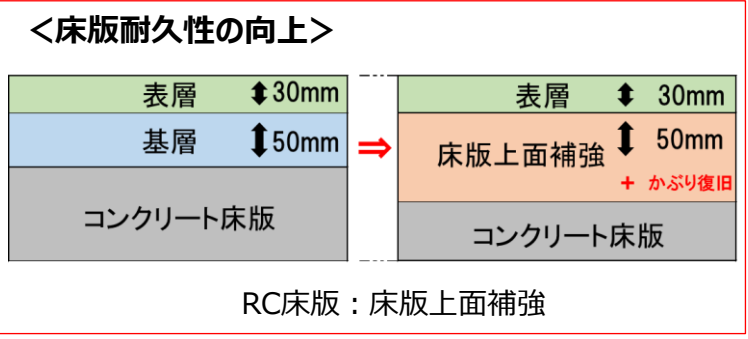 ＜床版耐久性の向上＞
表層 30mm
基層 50mm
コンクリート床版
表層 30mm
床版上面補強 50mm
+ かぶり復旧
コンクリート床版
RC床版：床版上面補強